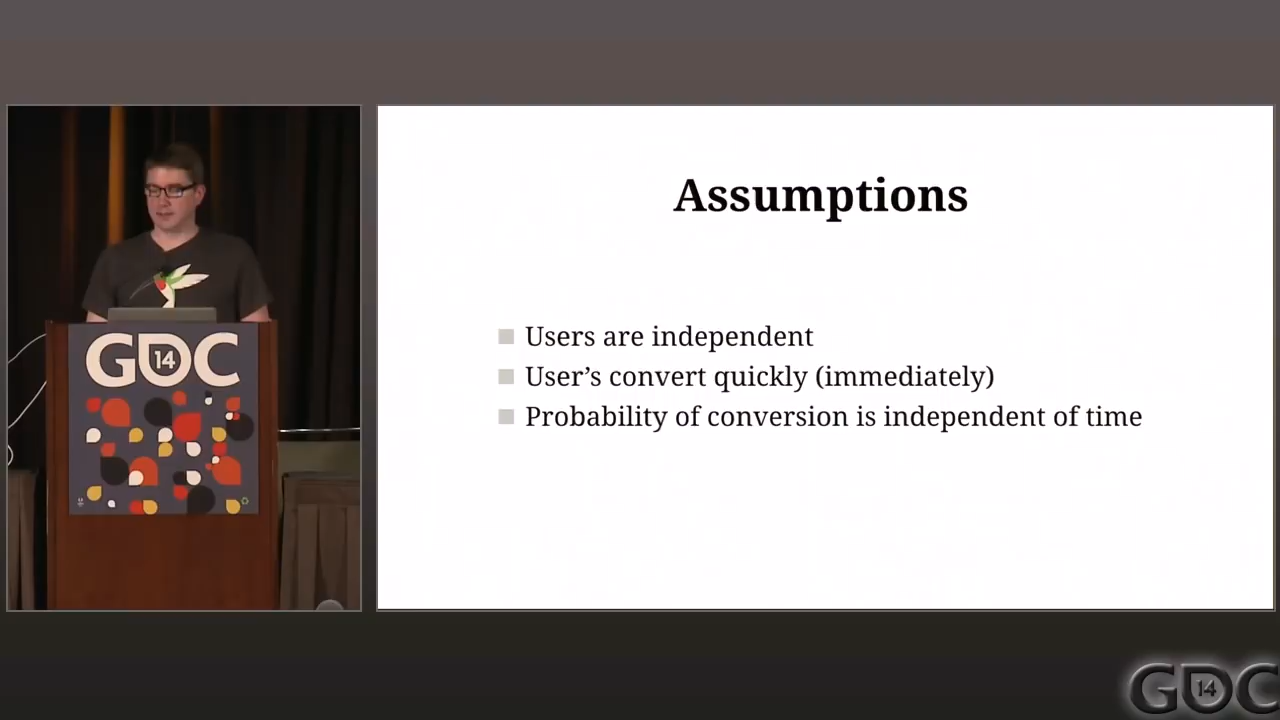 Assumptions
Users are independent
User’s convert quickly (immediately)
Probability of conversion is independent of time
GDC
14
GDC
14